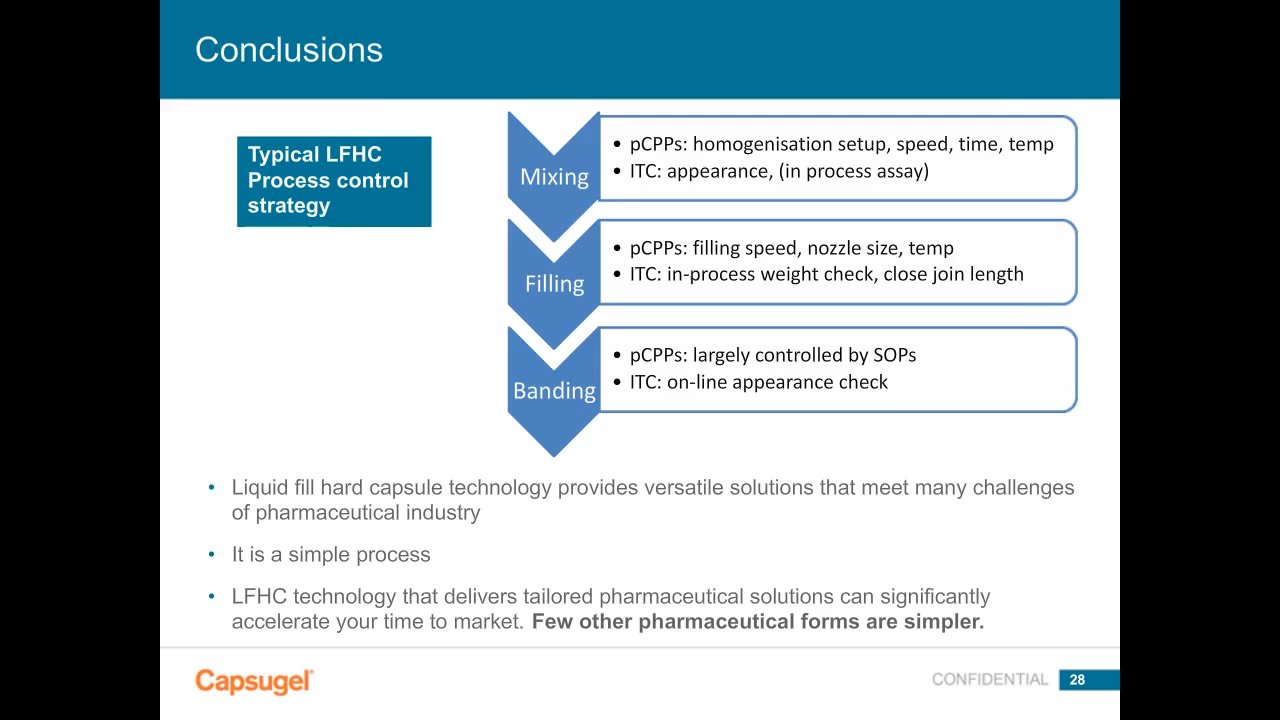 Conclusions
Typical LFHC
Process control
strategy
Mixing
• pCPPs: homogenisation setup, speed, time, temp
• ITC: appearance, (in process assay)
Filling
• pCPPs: filling speed, nozzle size, temp
• ITC: in-process weight check, close join length
Banding
• pCPPs: largely controlled by SOPs
• ITC: on-line appearance check
• Liquid fill hard capsule technology provides versatile solutions that meet many challenges
of pharmaceutical industry
• It is a simple process
• LFHC technology that delivers tailored pharmaceutical solutions can significantly
accelerate your time to market. Few other pharmaceutical forms are simpler.
Capsugel®
CONFIDENTIAL 28